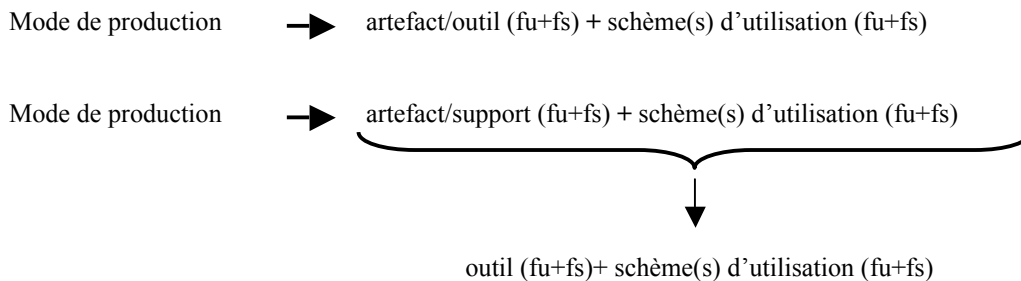 Mode de production artefact/outil (fu+fs) + schème(s) d’utilisation (fu+fs)
Mode de production artefact/support (fu+fs) + schème(s) d’utilisation (fu+fs)
outil (fu+fs)+ schème(s) d’utilisation (fu+fs)